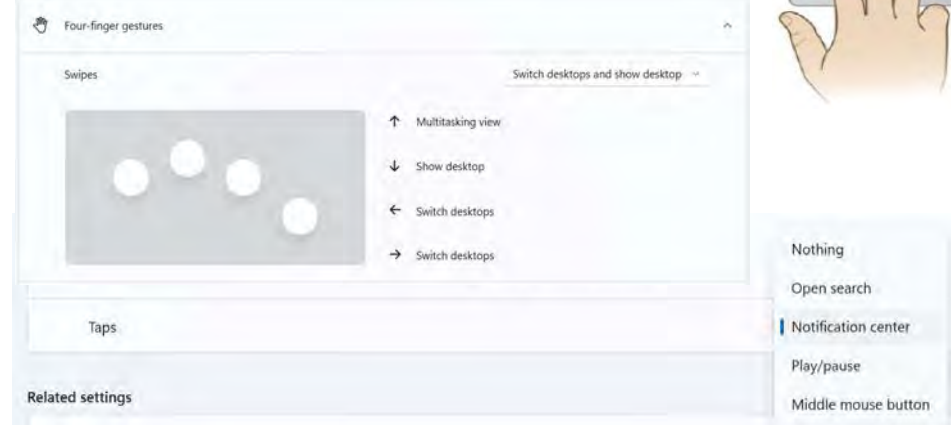 Four-finger gestures
Swipes
Switch desktops and show desktop
Multitasking view
Show desktop
Switch desktops
Switch desktops
Nothing
Open search
Taps
Notification center
Play/pause
Related settings
Middle mouse button